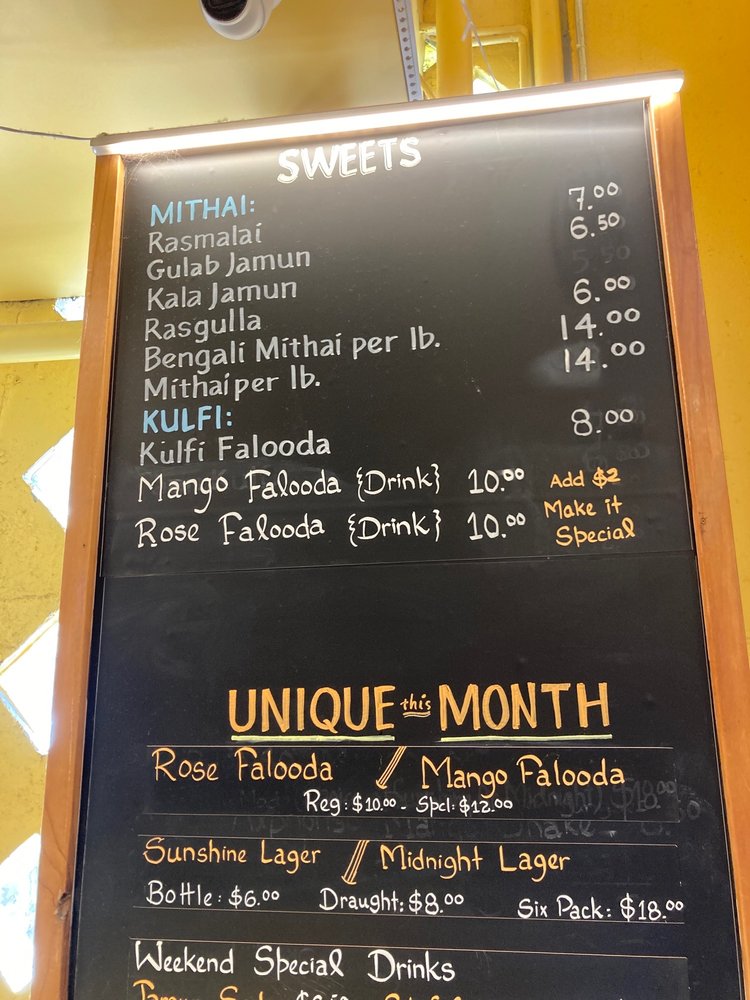 SWEETS
MITHAI:
Rasmalai 7.00
Gulab Jamun 6.50
Kala Jamun
Rasgulla 6.00
Bengali Mithai per lb. 14.00
Mithai per lb. 14.00
KULFI:
Kulfi Falooda 8.00
Mango Falooda {Drink} 10.00
Rose Falooda {Drink} 10.00
Add $2
Make it
Special
UNIQUE this MONTH
Rose Falooda // Mango Falooda
Reg: $10.00 - Spcl: $12.00
Sunshine Lager // Midnight Lager
Bottle: $6.00 Draught: $8.00 Six Pack: $18.00
Weekend Special Drinks